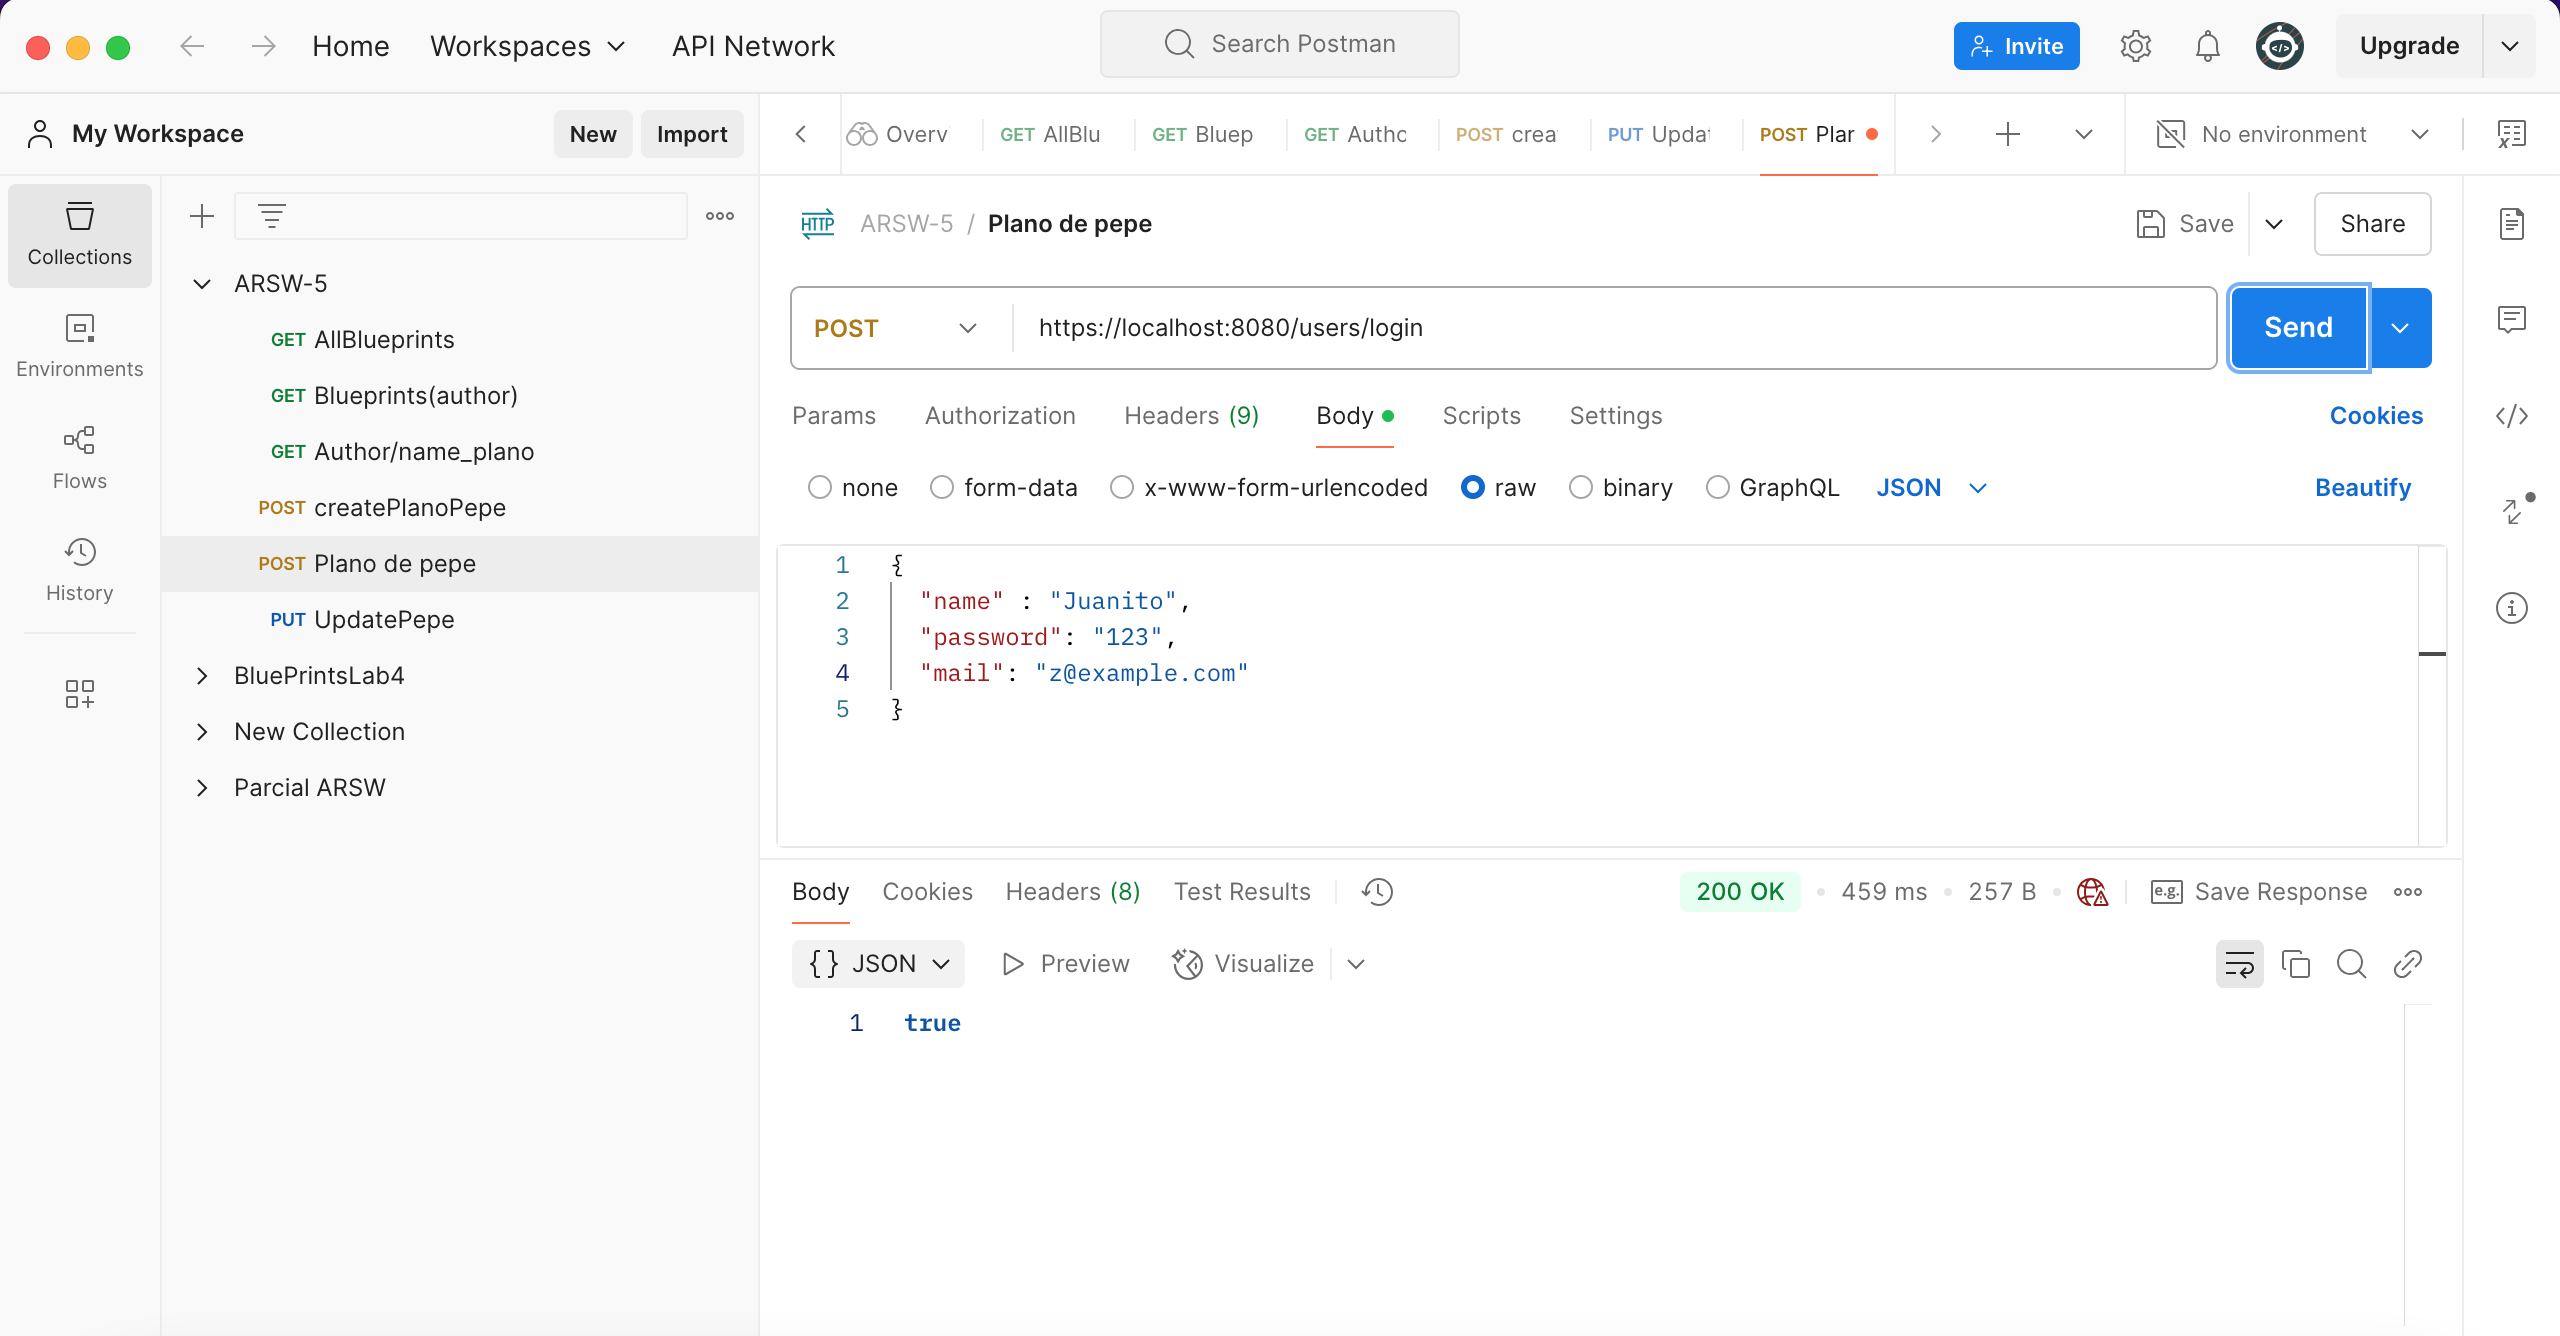 Home Workspaces API Network Search Postman Invite Upgrade
My Workspace New Import Overv GET AllBlu GET Bluep GET Autho POST crea PUT Updat POST Plar No environment
Collections
Environments
Flows
History
ARSW-5
GET AllBlueprints
GET Blueprints(author)
GET Author/name_plano
POST createPlanoPepe
POST Plano de pepe
PUT UpdatePepe
BluePrintsLab4
New Collection
Parcial ARSW
HTTP ARSW-5 / Plano de pepe Save Share
POST https://localhost:8080/users/login Send
Params Authorization Headers (9) Body Scripts Settings Cookies
none form-data x-www-form-urlencoded raw binary GraphQL JSON Beautify
1 {
2 "name" : "Juanito",
3 "password": "123",
4 "mail": "z@example.com"
5 }
Body Cookies Headers (8) Test Results 200 OK 459 ms 257 B e.g. Save Response
{} JSON Preview Visualize
1 true